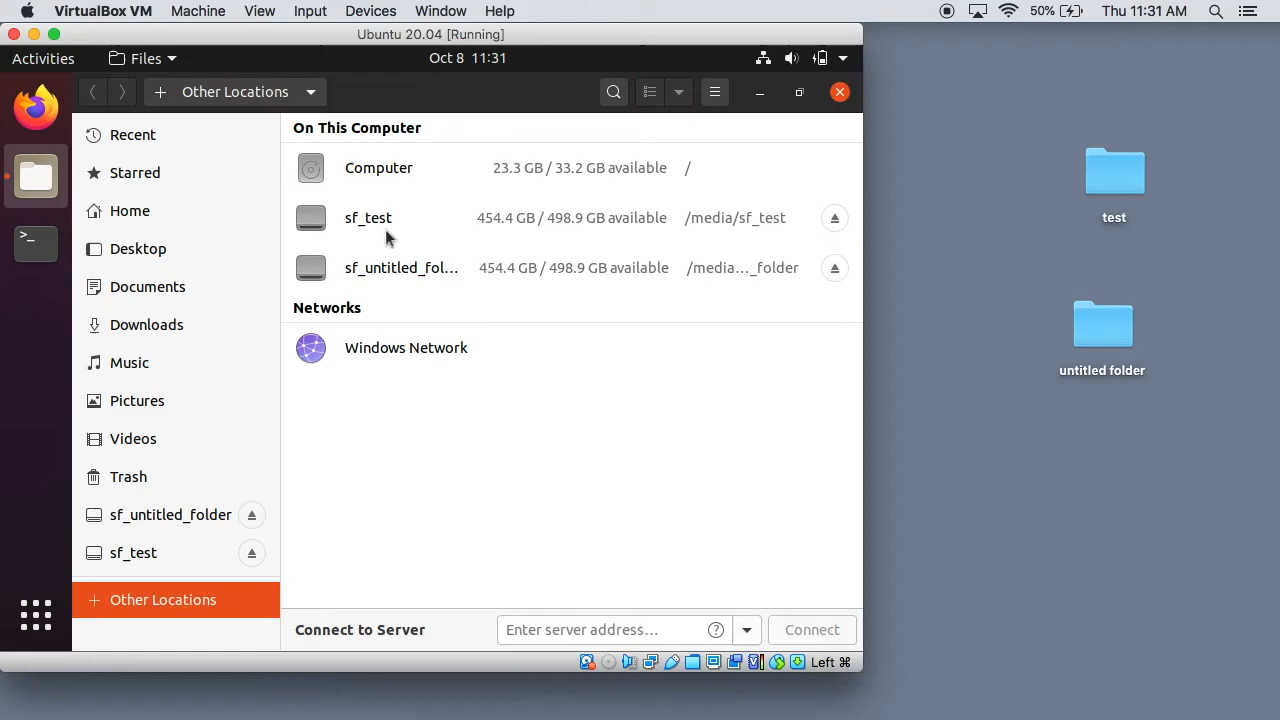 VirtualBox VM Machine View Input Devices Window Help 50% Thu 11:31 AM
Ubuntu 20.04 [Running]
Activities Files Oct 8 11:31
Other Locations
Recent
Starred
Home
Desktop
Documents
Downloads
Music
Pictures
Videos
Trash
sf_untitled_folder
sf_test
Other Locations
On This Computer
Computer 23.3 GB / 33.2 GB available /
sf_test 454.4 GB / 498.9 GB available /media/sf_test
sf_untitled_fol… 454.4 GB / 498.9 GB available /media…_folder
Networks
Windows Network
Connect to Server Enter server address… Connect
Left ⌘
test
untitled folder